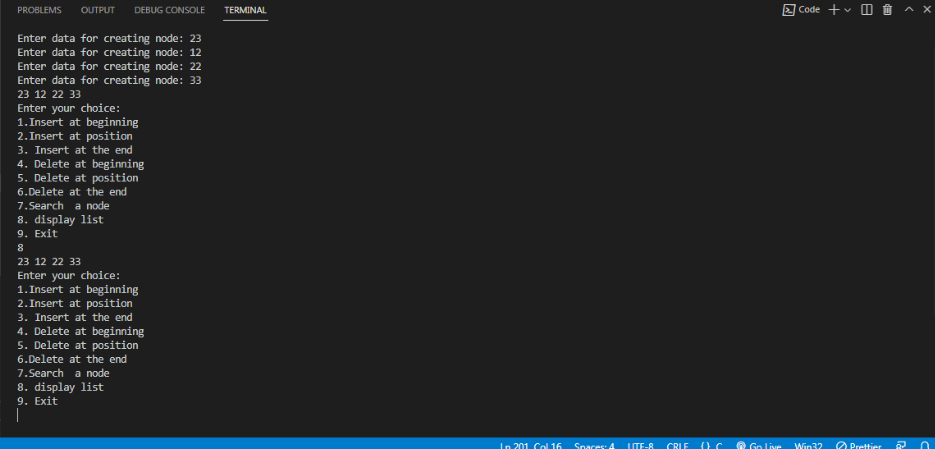 PROBLEMS OUTPUT DEBUG CONSOLE TERMINAL Code
Enter data for creating node: 23
Enter data for creating node: 12
Enter data for creating node: 22
Enter data for creating node: 33
23 12 22 33
Enter your choice:
1.Insert at beginning
2.Insert at position
3. Insert at the end
4. Delete at beginning
5. Delete at position
6.Delete at the end
7.Search  a node
8. display list
9. Exit
8
23 12 22 33
Enter your choice:
1.Insert at beginning
2.Insert at position
3. Insert at the end
4. Delete at beginning
5. Delete at position
6.Delete at the end
7.Search  a node
8. display list
9. Exit
Ln 201, Col 16 Spaces: 4 UTF-8 CRLF {} C Go Live Win32 Prettier